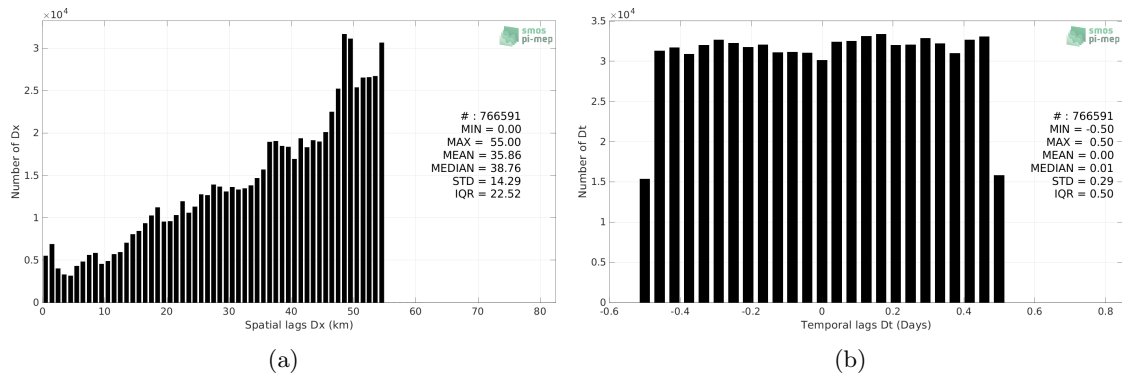 ×10⁴
3
2.5
2
1.5
1
0.5
0
Number of Dx
0 10 20 30 40 50 60 70 80
Spatial lags Dx (km)
smos
pi-mep
# : 766591
MIN = 0.00
MAX = 55.00
MEAN = 35.86
MEDIAN = 38.76
STD = 14.29
IQR = 22.52
(a)
×10⁴
3.5
3
2.5
2
1.5
1
0.5
0
Number of Dt
-0.6 -0.4 -0.2 0 0.2 0.4 0.6 0.8
Temporal lags Dt (Days)
smos
pi-mep
# : 766591
MIN = -0.50
MAX = 0.50
MEAN = 0.00
MEDIAN = 0.01
STD = 0.29
IQR = 0.50
(b)